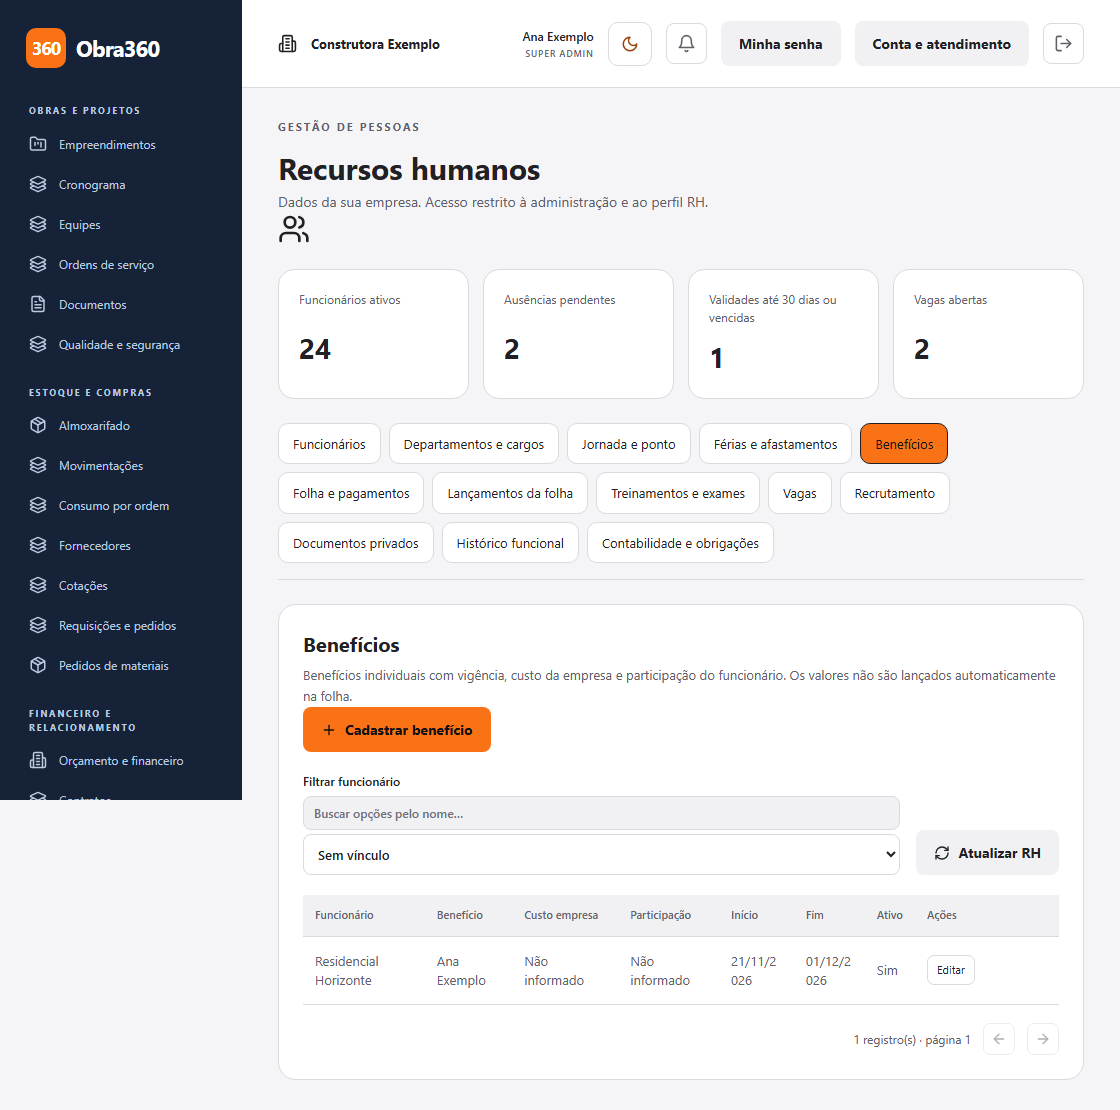 360 Obra360
Construtora Exemplo
Ana Exemplo
SUPER ADMIN
Minha senha
Conta e atendimento
OBRAS E PROJETOS
Empreendimentos
Cronograma
Equipes
Ordens de serviço
Documentos
Qualidade e segurança
ESTOQUE E COMPRAS
Almoxarifado
Movimentações
Consumo por ordem
Fornecedores
Cotações
Requisições e pedidos
Pedidos de materiais
FINANCEIRO E
RELACIONAMENTO
Orçamento e financeiro
Contratos
GESTÃO DE PESSOAS
Recursos humanos
Dados da sua empresa. Acesso restrito à administração e ao perfil RH.
Funcionários ativos
24
Ausências pendentes
2
Validades até 30 dias ou
vencidas
1
Vagas abertas
2
Funcionários
Departamentos e cargos
Jornada e ponto
Férias e afastamentos
Benefícios
Folha e pagamentos
Lançamentos da folha
Treinamentos e exames
Vagas
Recrutamento
Documentos privados
Histórico funcional
Contabilidade e obrigações
Benefícios
Benefícios individuais com vigência, custo da empresa e participação do funcionário. Os valores não são lançados automaticamente
na folha.
+ Cadastrar benefício
Filtrar funcionário
Buscar opções pelo nome...
Sem vínculo
Atualizar RH
Funcionário Benefício Custo empresa Participação Início Fim Ativo Ações
Residencial Ana Não Não 21/11/2 01/12/2
Horizonte Exemplo informado informado 026 026 Sim Editar
1 registro(s) · página 1